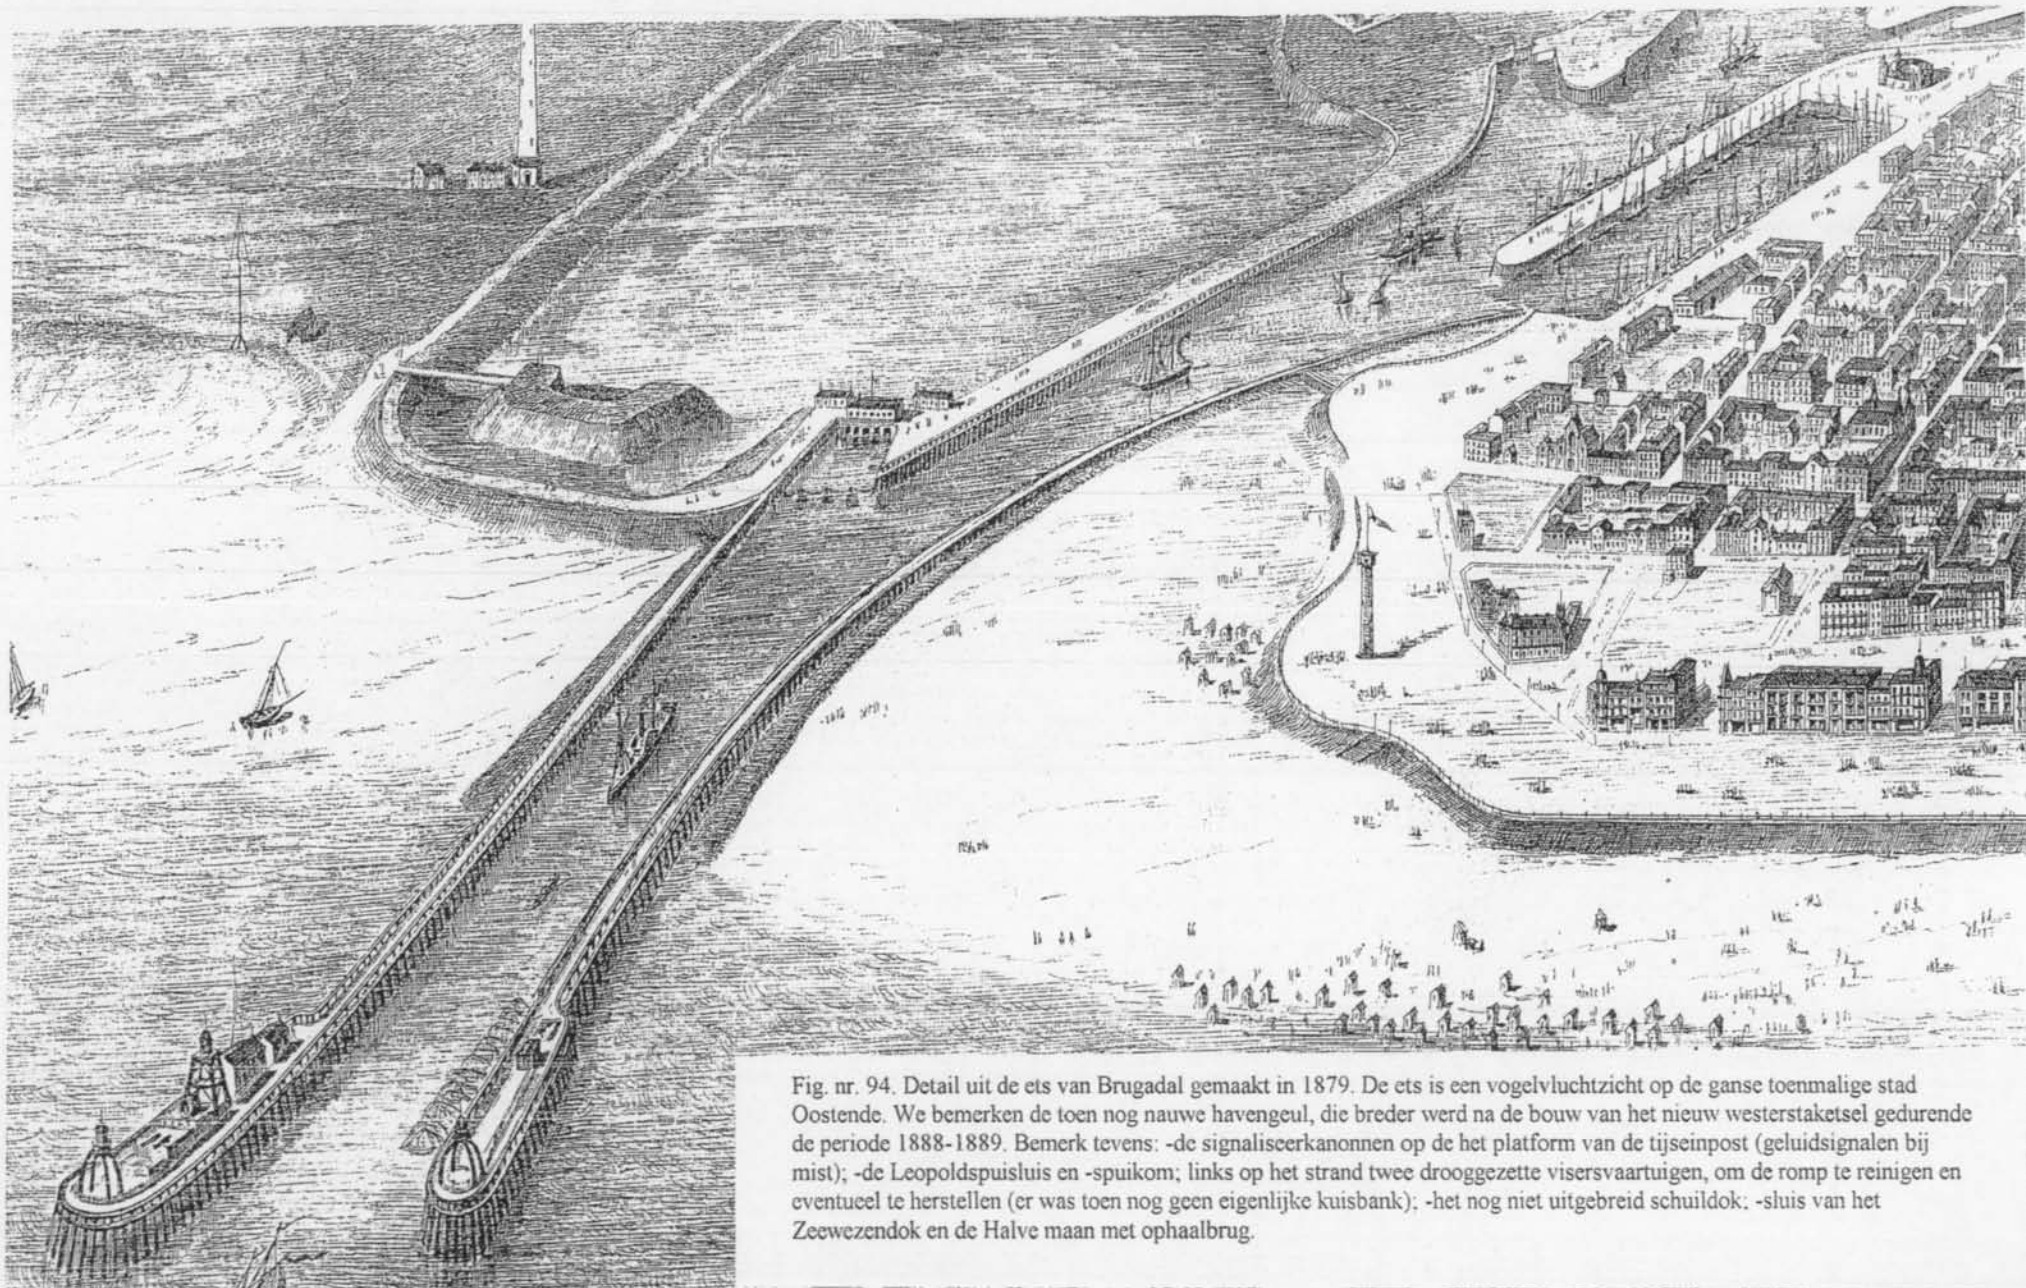 Fig. nr. 94. Detail uit de ets van Brugadal gemaakt in 1879. De ets is een vogelvluchtzicht op de ganse toenmalige stad
Oostende. We bemerken de toen nog nauwe havengeul, die breder werd na de bouw van het nieuw westerstaketsel gedurende
de periode 1888-1889. Bemerk tevens: -de signaliseerkanonnen op de het platform van de tijseinpost (geluidsignalen bij
mist); -de Leopoldspuisluis en -spuikom; links op het strand twee drooggezette visersvaartuigen, om de romp te reinigen en
eventueel te herstellen (er was toen nog geen eigenlijke kuisbank); -het nog niet uitgebreid schuildok; -sluis van het
Zeewezendok en de Halve maan met ophaalbrug.